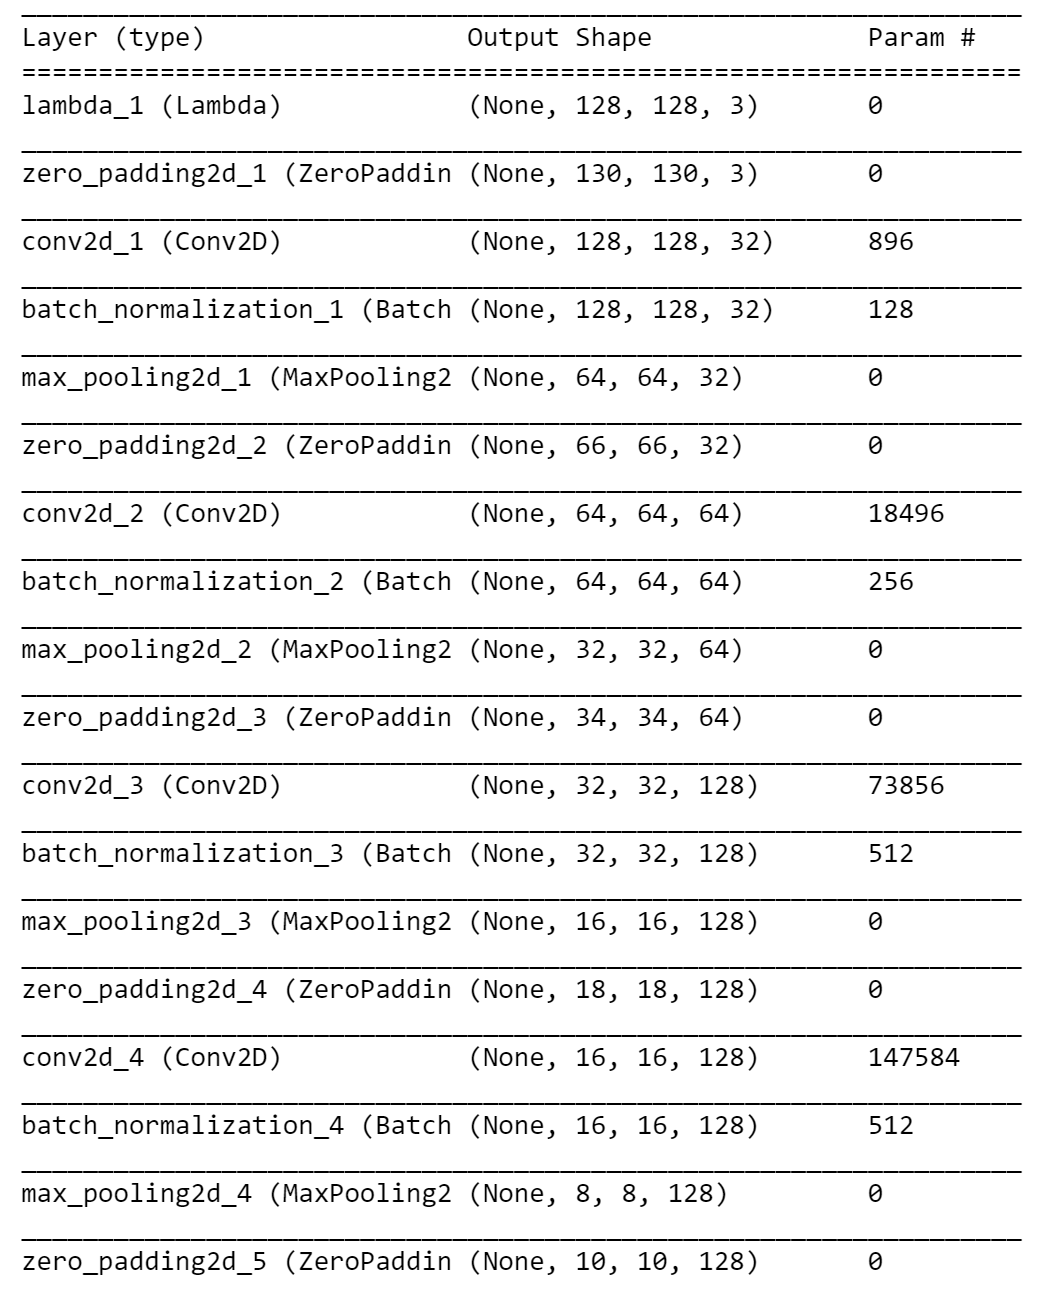 Layer (type) Output Shape Param #
=================================================================
lambda_1 (Lambda) (None, 128, 128, 3) 0
zero_padding2d_1 (ZeroPaddin (None, 130, 130, 3) 0
conv2d_1 (Conv2D) (None, 128, 128, 32) 896
batch_normalization_1 (Batch (None, 128, 128, 32) 128
max_pooling2d_1 (MaxPooling2 (None, 64, 64, 32) 0
zero_padding2d_2 (ZeroPaddin (None, 66, 66, 32) 0
conv2d_2 (Conv2D) (None, 64, 64, 64) 18496
batch_normalization_2 (Batch (None, 64, 64, 64) 256
max_pooling2d_2 (MaxPooling2 (None, 32, 32, 64) 0
zero_padding2d_3 (ZeroPaddin (None, 34, 34, 64) 0
conv2d_3 (Conv2D) (None, 32, 32, 128) 73856
batch_normalization_3 (Batch (None, 32, 32, 128) 512
max_pooling2d_3 (MaxPooling2 (None, 16, 16, 128) 0
zero_padding2d_4 (ZeroPaddin (None, 18, 18, 128) 0
conv2d_4 (Conv2D) (None, 16, 16, 128) 147584
batch_normalization_4 (Batch (None, 16, 16, 128) 512
max_pooling2d_4 (MaxPooling2 (None, 8, 8, 128) 0
zero_padding2d_5 (ZeroPaddin (None, 10, 10, 128) 0